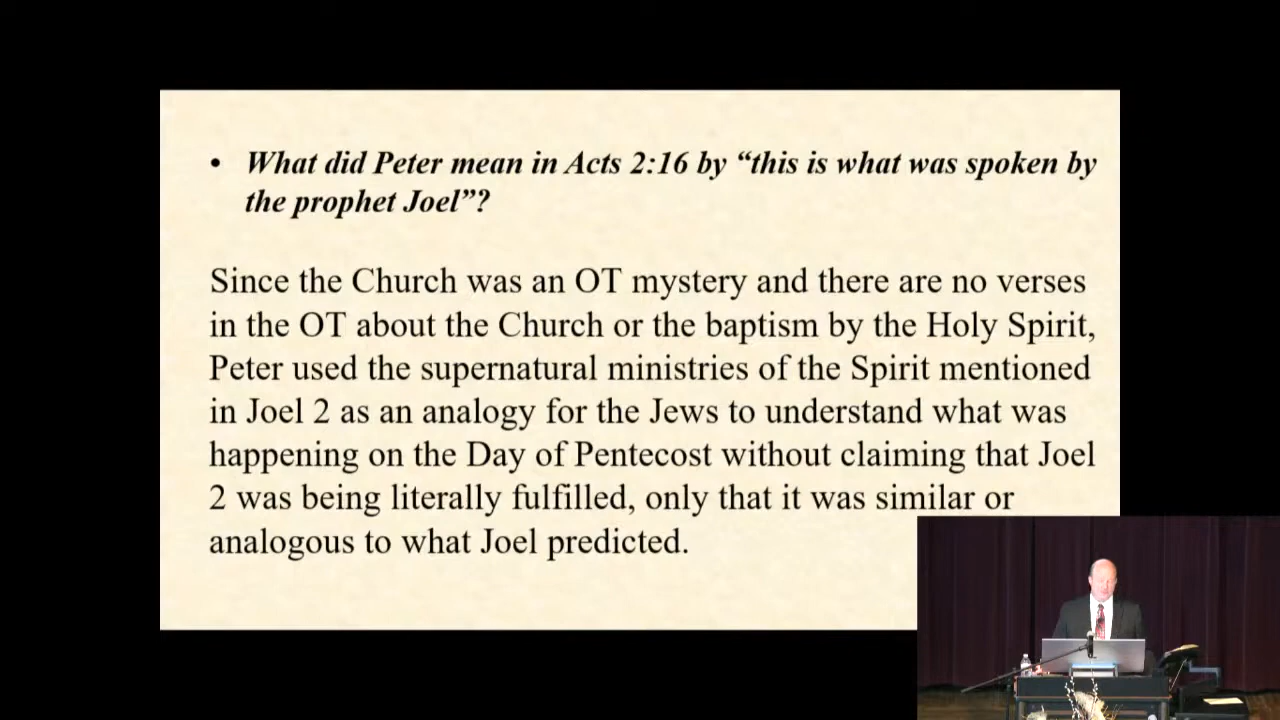 • What did Peter mean in Acts 2:16 by “this is what was spoken by
the prophet Joel”?
Since the Church was an OT mystery and there are no verses
in the OT about the Church or the baptism by the Holy Spirit,
Peter used the supernatural ministries of the Spirit mentioned
in Joel 2 as an analogy for the Jews to understand what was
happening on the Day of Pentecost without claiming that Joel
2 was being literally fulfilled, only that it was similar or
analogous to what Joel predicted.